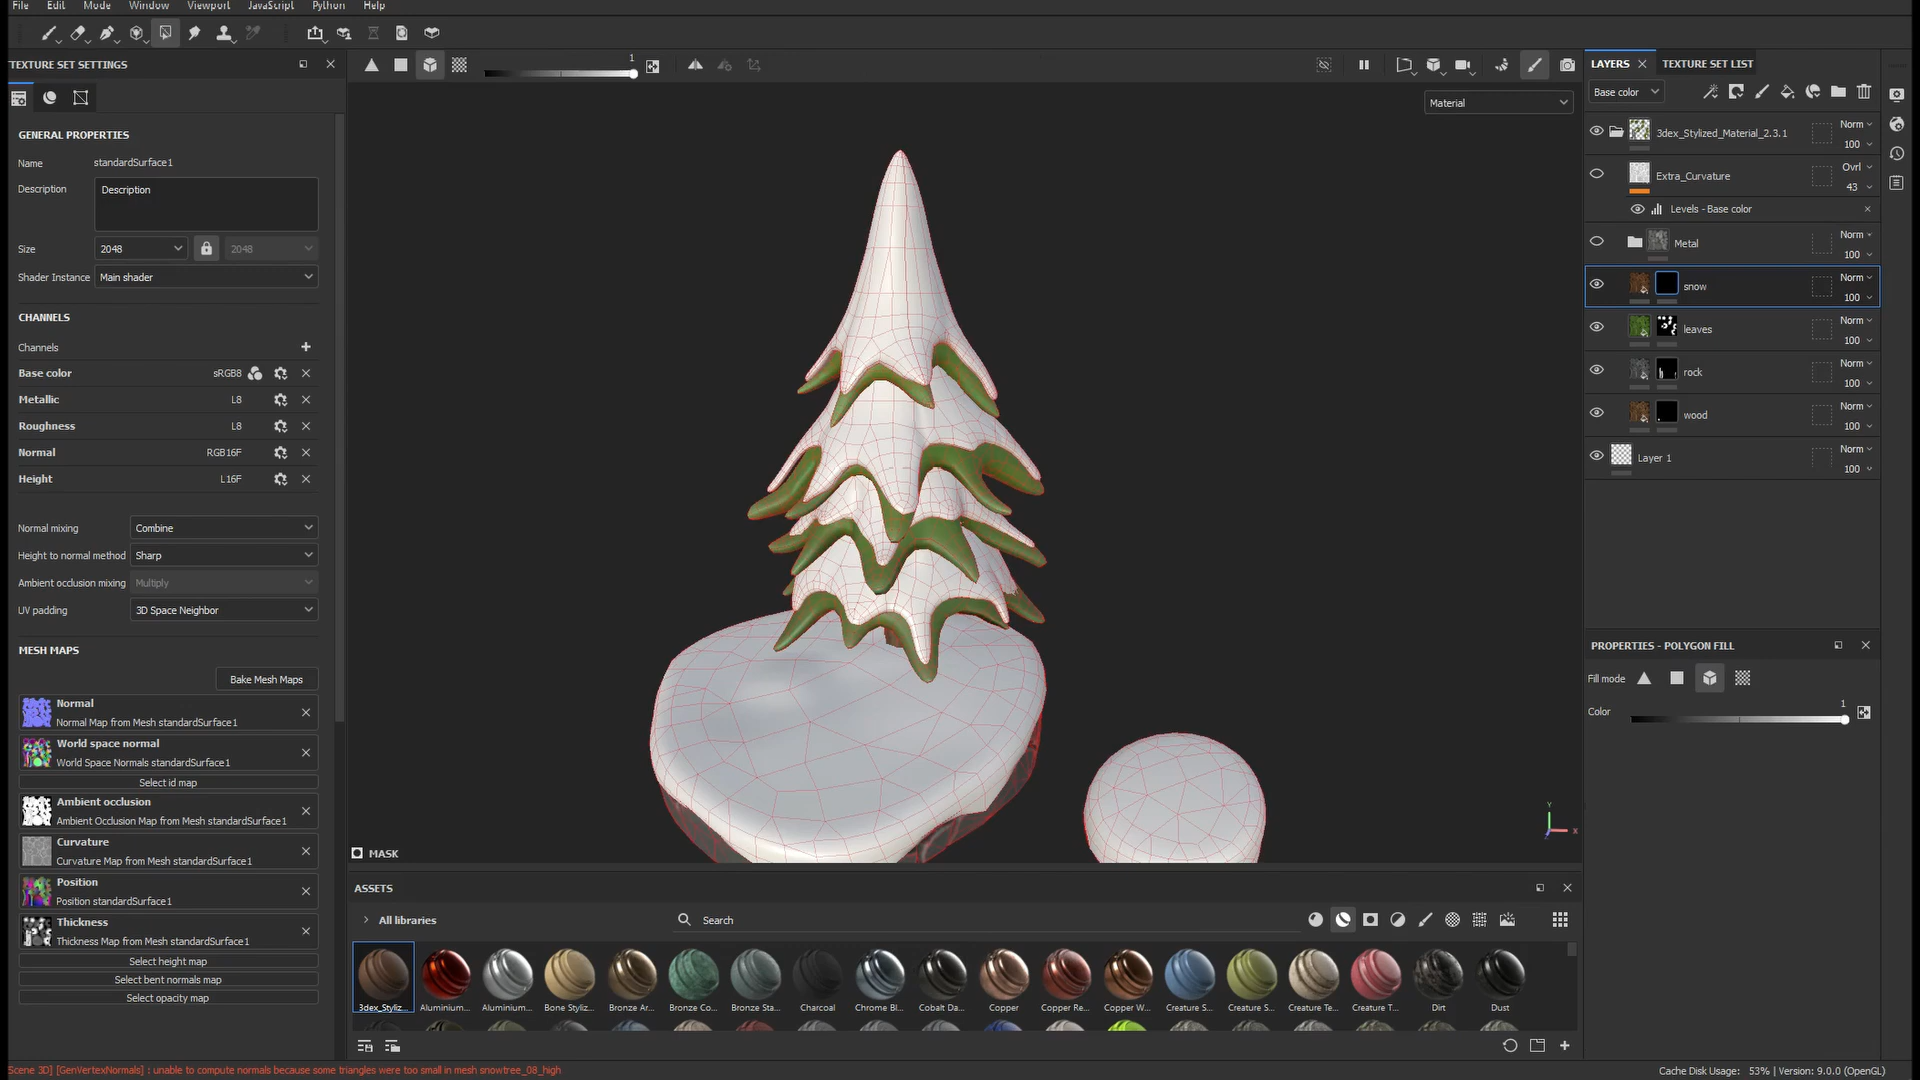 File Edit Mode Window Viewport JavaScript Python Help
TEXTURE SET SETTINGS
GENERAL PROPERTIES
Name standardSurface1
Description Description
Size 2048 2048
Shader Instance Main shader
CHANNELS
Channels
Base color sRGB8
Metallic L8
Roughness L8
Normal RGB16F
Height L16F
Normal mixing Combine
Height to normal method Sharp
Ambient occlusion mixing Multiply
UV padding 3D Space Neighbor
MESH MAPS
Bake Mesh Maps
Normal
Normal Map from Mesh standardSurface1
World space normal
World Space Normals standardSurface1
Select id map
Ambient occlusion
Ambient Occlusion Map from Mesh standardSurface1
Curvature
Curvature Map from Mesh standardSurface1
Position
Position standardSurface1
Thickness
Thickness Map from Mesh standardSurface1
Select height map
Select bent normals map
Select opacity map
1
Material
Y
X
MASK
ASSETS
All libraries
Search
3dex_Styliz... Aluminium... Aluminium... Bone Styliz... Bronze Ar... Bronze Co... Bronze Sta... Charcoal Chrome Bl... Cobalt Da... Copper Copper Re... Copper W... Creature S... Creature S... Creature Te... Creature T... Dirt Dust
LAYERS TEXTURE SET LIST
Base color
3dex_Stylized_Material_2.3.1 Norm
100
Extra_Curvature Ovrl
43
Levels - Base color
Metal Norm
100
snow Norm
100
leaves Norm
100
rock Norm
100
wood Norm
100
Layer 1 Norm
100
PROPERTIES - POLYGON FILL
Fill mode
Color 1
Scene 3D] [GenVertexNormals] : unable to compute normals because some triangles were too small in mesh snowtree_08_high
Cache Disk Usage: 53% | Version: 9.0.0 (OpenGL)